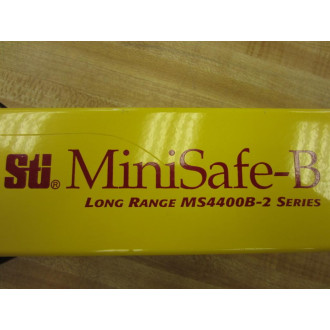 Sti® MiniSafe-B
Long Range MS4400B-2 Series